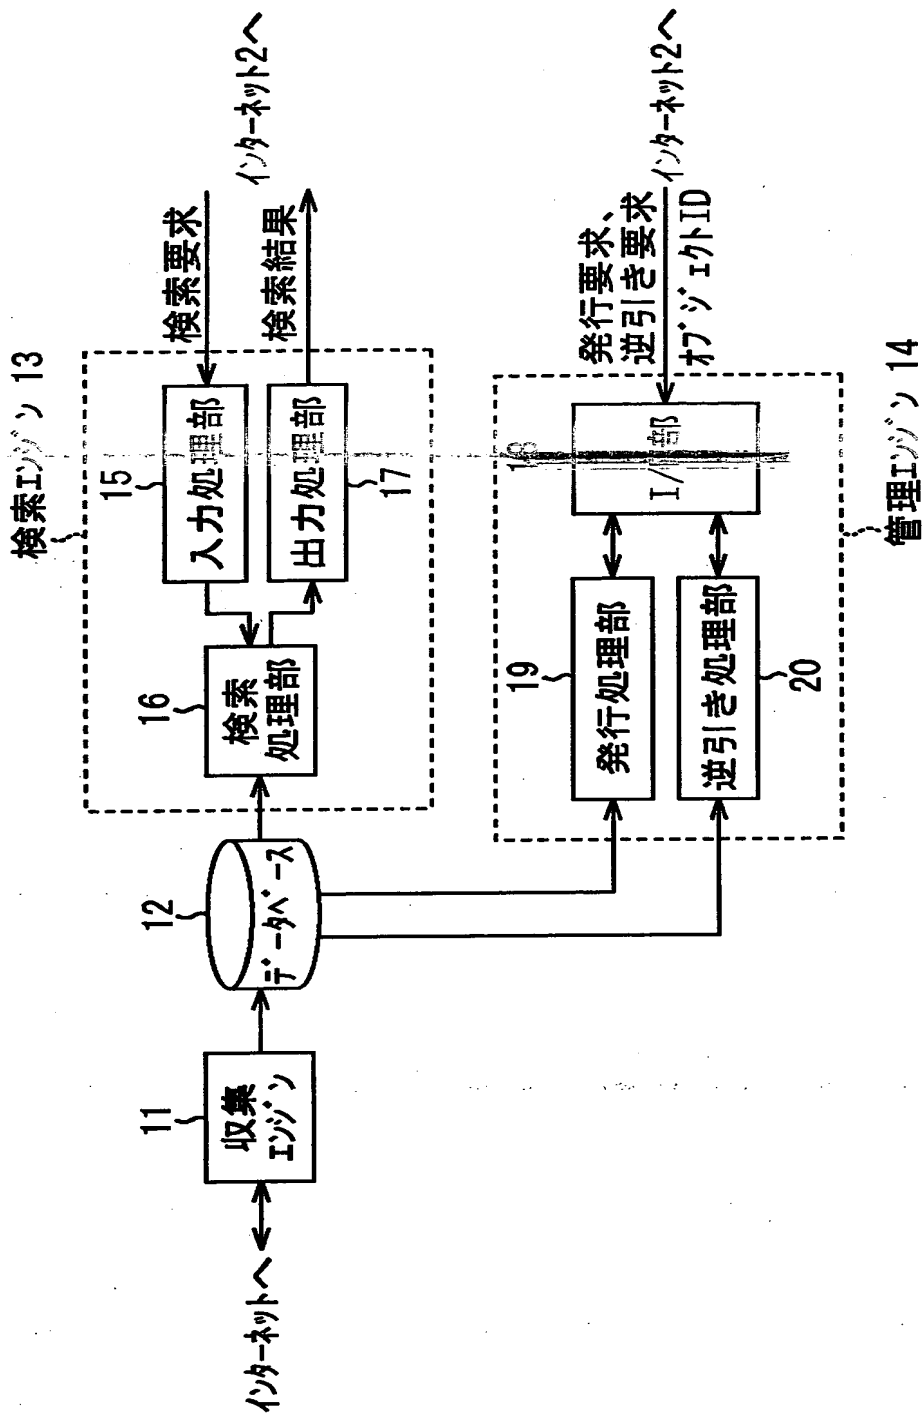 検索エンジン 13
検索要求
インターネット2へ
検索結果
15
入力処理部
出力処理部
17
16
検索
処理部
12
データベース
11
収集
エンジン
インターネットへ
発行要求、
逆引き要求
オブジェクトID
インターネット2へ
18
19
発行処理部
逆引き処理部
20
管理エンジン 14